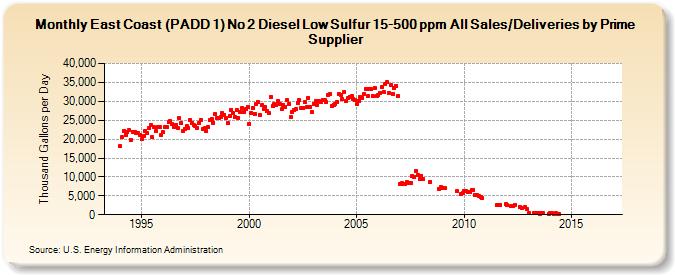 Monthly East Coast (PADD 1) No 2 Diesel Low Sulfur 15-500 ppm All Sales/Deliveries by Prime
Supplier
Thousand Gallons per Day
40,000
35,000
30,000
25,000
20,000
15,000
10,000
5,000
0
1995 2000 2005 2010 2015
Source: U.S. Energy Information Administration